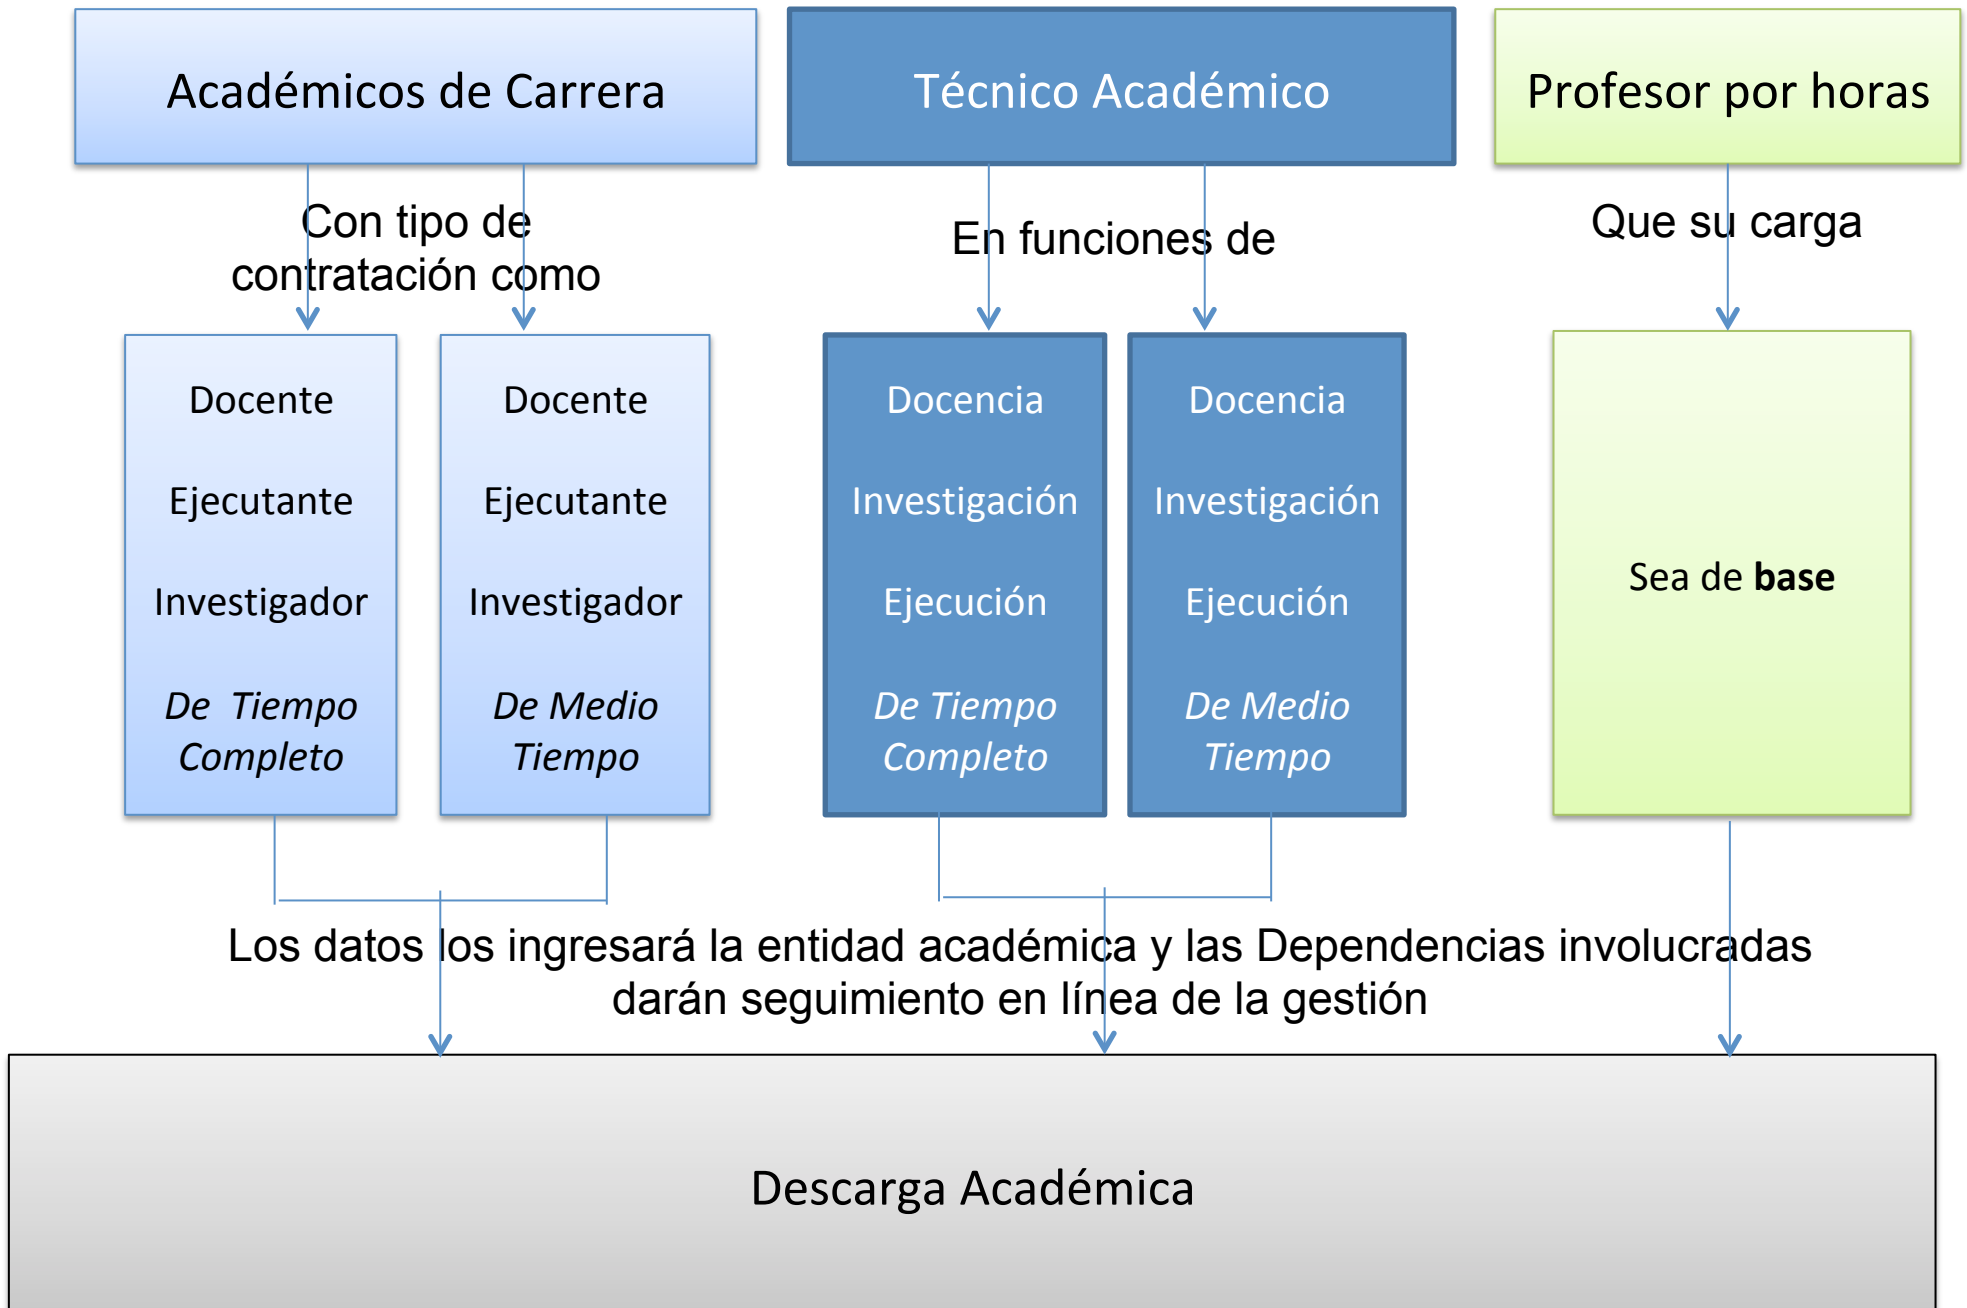 Académicos de Carrera
Técnico Académico
Profesor por horas
Con tipo de
contratación como
En funciones de
Que su carga
Docente
Ejecutante
Investigador
De Tiempo
Completo
Docente
Ejecutante
Investigador
De Medio
Tiempo
Docencia
Investigación
Ejecución
De Tiempo
Completo
Docencia
Investigación
Ejecución
De Medio
Tiempo
Sea de base
Los datos los ingresará la entidad académica y las Dependencias involucradas
darán seguimiento en línea de la gestión
Descarga Académica